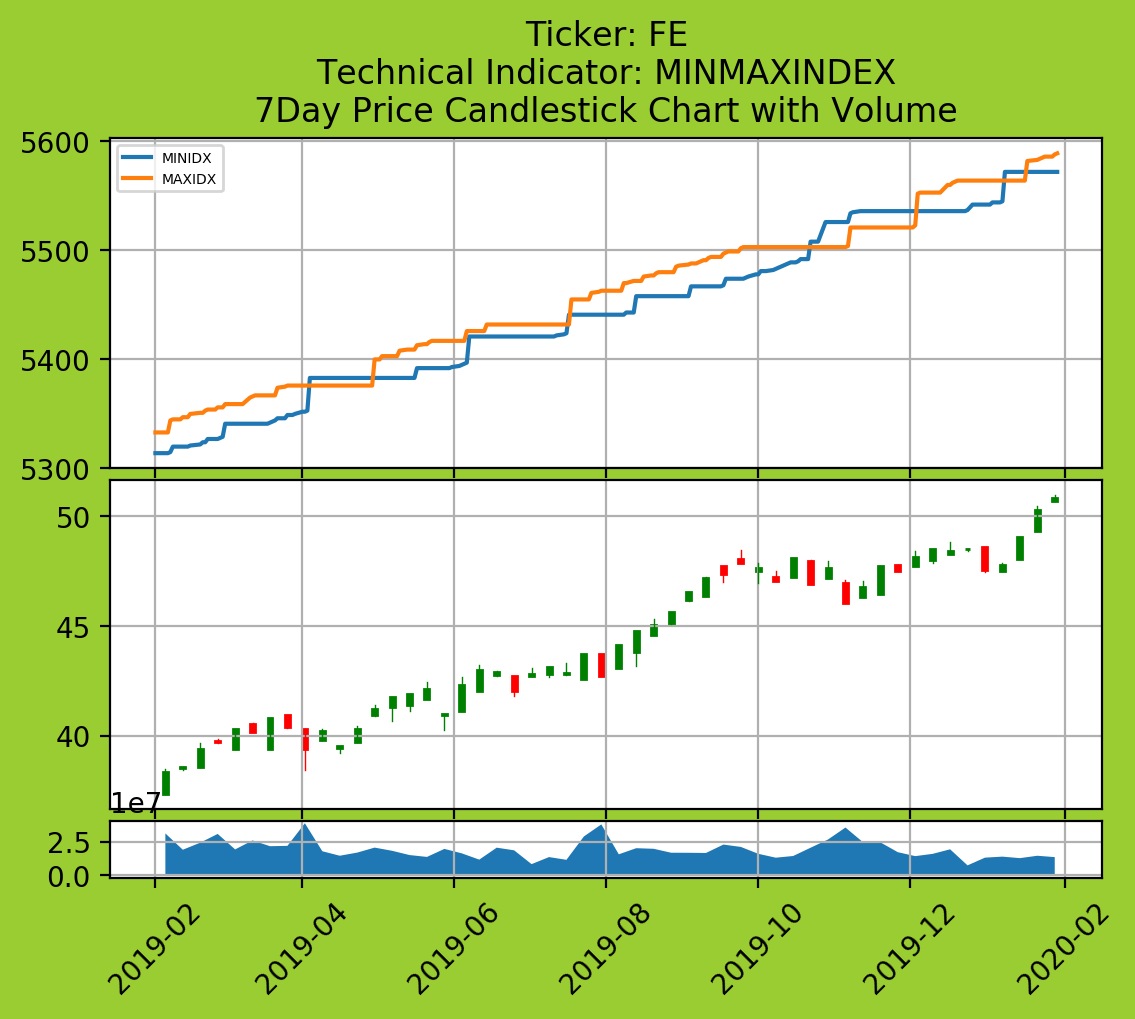 Ticker: FE
Technical Indicator: MINMAXINDEX
7Day Price Candlestick Chart with Volume
5600
5500
5400
5300
MINIDX
MAXIDX
50
45
40
1e7
2.5
0.0
2019-02
2019-04
2019-06
2019-08
2019-10
2019-12
2020-02